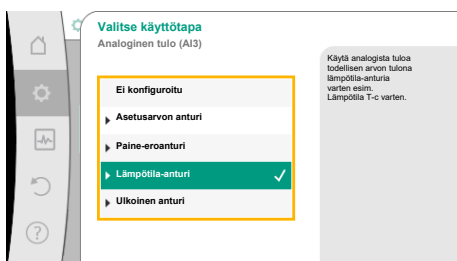 Valitse käyttötapa
Analoginen tulo (AI3)
Ei konfiguroitu
Asetusarvon anturi
Paine-eroanturi
Lämpötila-anturi
Ulkoinen anturi
Käytä analogista tuloa
todellisen arvon tulona
lämpötila-anturia
varten esim.
Lämpötila T-c varten.
?